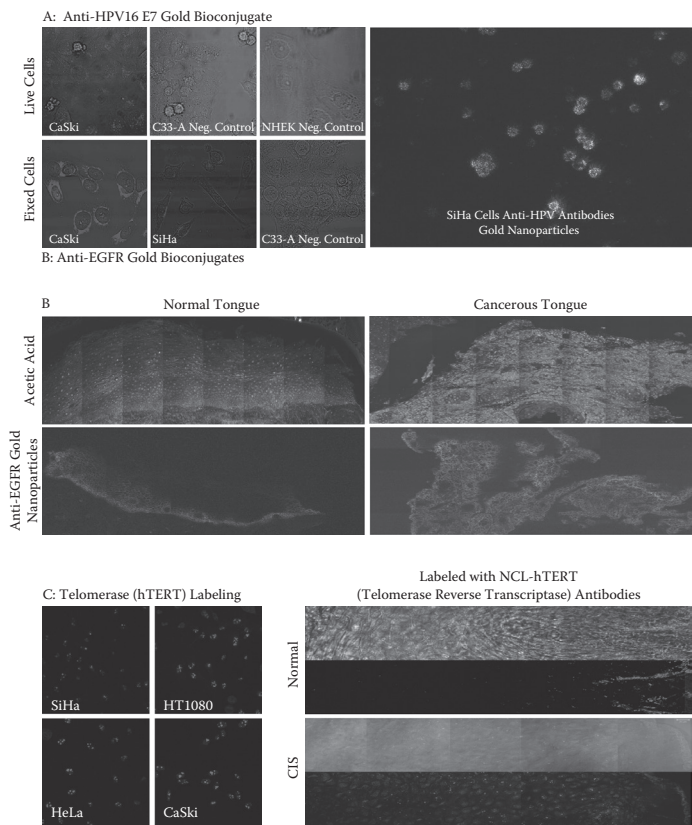 A: Anti-HPV16 E7 Gold Bioconjugate
Live Cells
CaSki
C33-A Neg. Control
NHEK Neg. Control
Fixed Cells
CaSki
SiHa
C33-A Neg. Control
SiHa Cells Anti-HPV Antibodies
Gold Nanoparticles
B: Anti-EGFR Gold Bioconjugates
B
Normal Tongue
Cancerous Tongue
Acetic Acid
Anti-EGFR Gold
Nanoparticles
C: Telomerase (hTERT) Labeling
SiHa
HT1080
HeLa
CaSki
Labeled with NCL-hTERT
(Telomerase Reverse Transcriptase) Antibodies
Normal
CIS